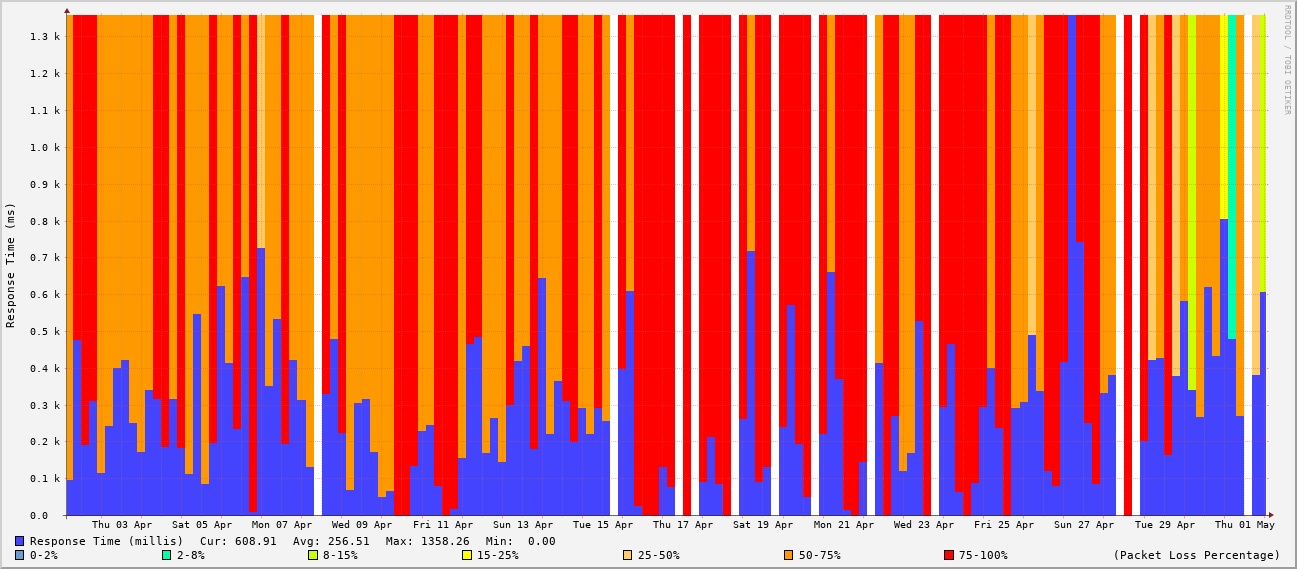 RRDTOOL / TOBI OETIKER
Response Time (ms)
1.3 k
1.2 k
1.1 k
1.0 k
0.9 k
0.8 k
0.7 k
0.6 k
0.5 k
0.4 k
0.3 k
0.2 k
0.1 k
0.0
Thu 03 Apr Sat 05 Apr Mon 07 Apr Wed 09 Apr Fri 11 Apr Sun 13 Apr Tue 15 Apr Thu 17 Apr Sat 19 Apr Mon 21 Apr Wed 23 Apr Fri 25 Apr Sun 27 Apr Tue 29 Apr Thu 01 May
Response Time (millis) Cur: 608.91 Avg: 256.51 Max: 1358.26 Min: 0.00
0-2% 2-8% 8-15% 15-25% 25-50% 50-75% 75-100% (Packet Loss Percentage)